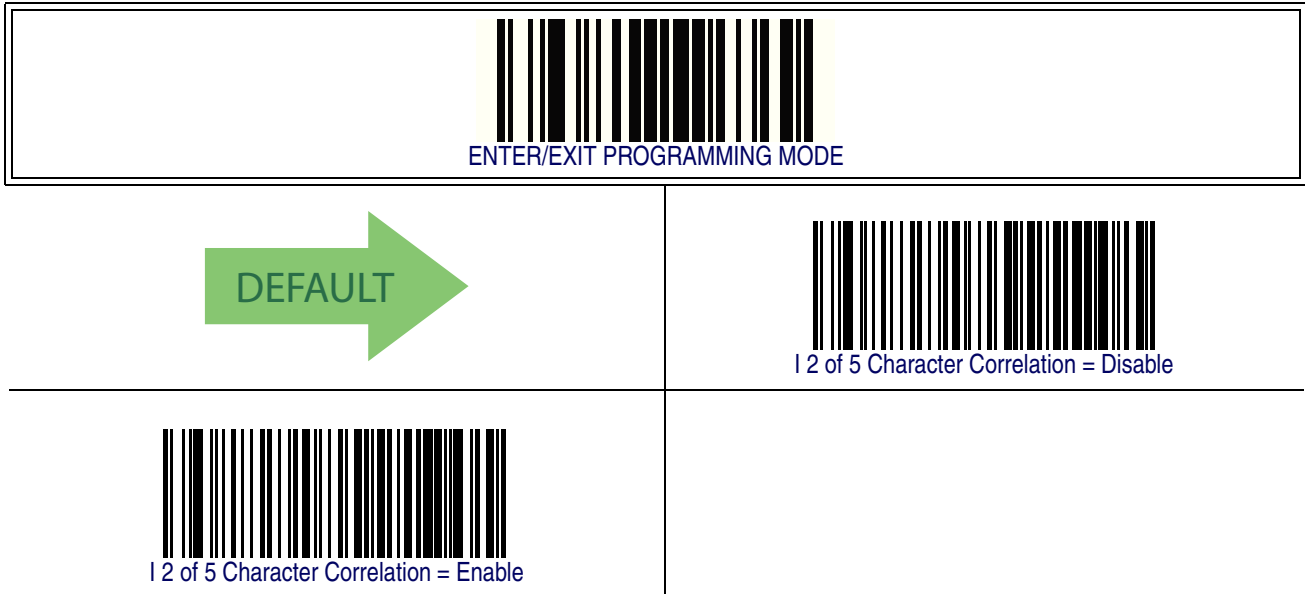 ENTER/EXIT PROGRAMMING MODE
DEFAULT
I 2 of 5 Character Correlation = Disable
I 2 of 5 Character Correlation = Enable